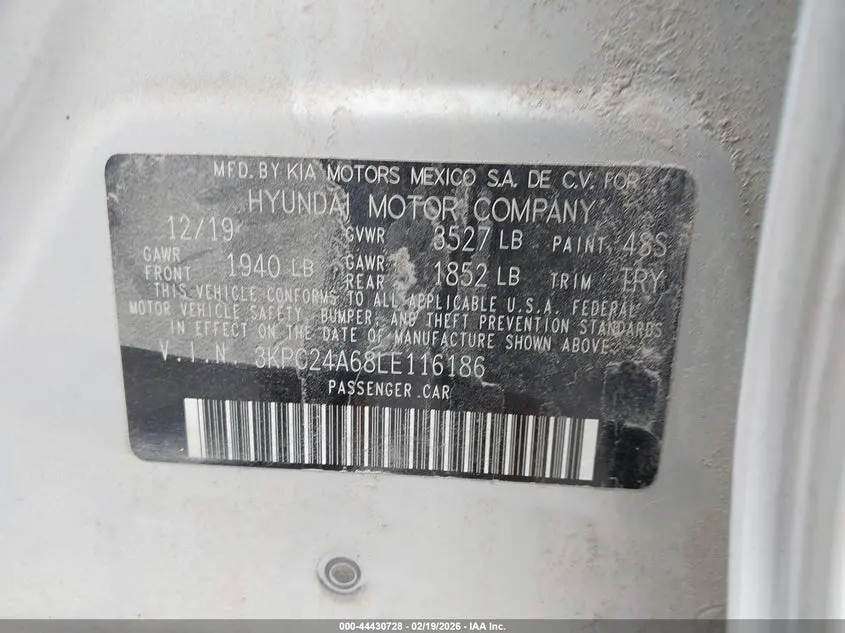 MFD. BY KIA MOTORS MEXICO S.A. DE C.V. FOR
HYUNDAI MOTOR COMPANY
12/19 GVWR 3527 LB PAINT 48S
GAWR FRONT 1940 LB GAWR REAR 1852 LB TRIM TRY
THIS VEHICLE CONFORMS TO ALL APPLICABLE U.S.A. FEDERAL
MOTOR VEHICLE SAFETY, BUMPER, AND THEFT PREVENTION STANDARDS
IN EFFECT ON THE DATE OF MANUFACTURE SHOWN ABOVE.
V.I.N. 3KPC24A68LE116186
PASSENGER CAR
000-44430728 - 02/19/2026 - IAA Inc.